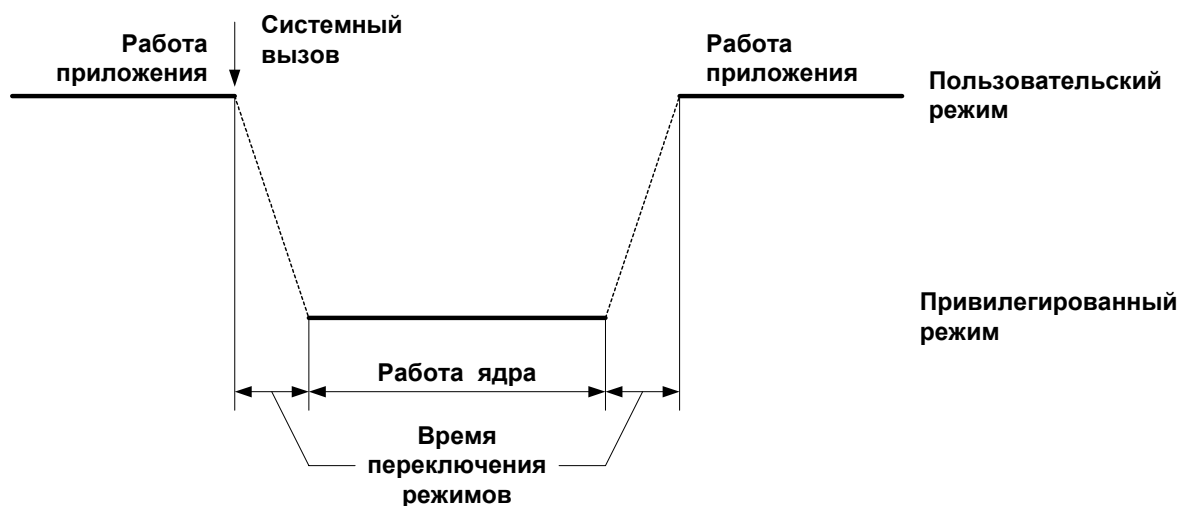 Системный
вызов
Работа
приложения
Работа
приложения
Пользовательский
режим
Привилегированный
режим
Работа ядра
Время
переключения
режимов